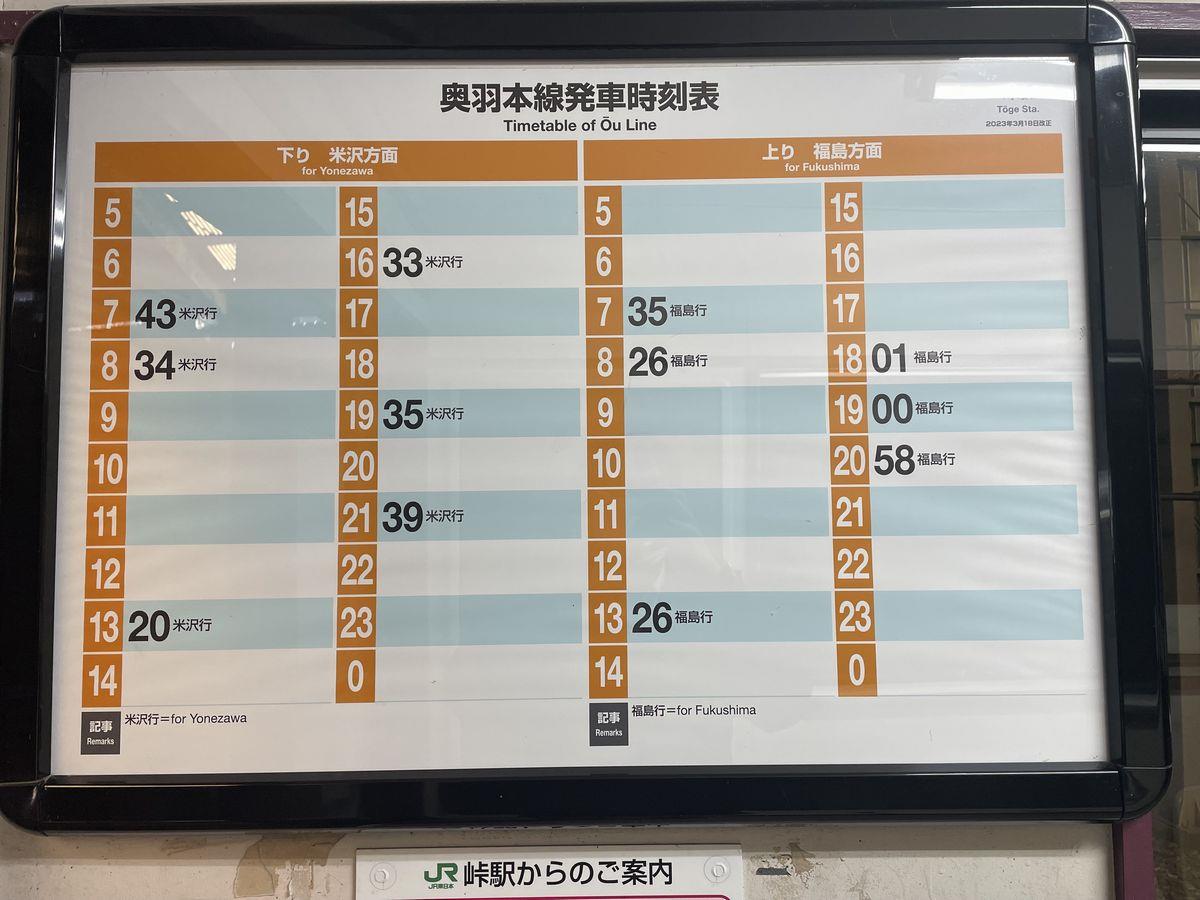 奥羽本線発車時刻表
Timetable of Ōu Line
Tōge Sta.
2023年3月18日改正
下り 米沢方面
for Yonezawa
5
6
7 43 米沢行
8 34 米沢行
9
10
11
12
13 20 米沢行
14
15
16 33 米沢行
17
18
19 35 米沢行
20
21 39 米沢行
22
23
0
記事
Remarks
米沢行=for Yonezawa
上り 福島方面
for Fukushima
5
6
7 35 福島行
8 26 福島行
9
10
11
12
13 26 福島行
14
15
16
17
18 01 福島行
19 00 福島行
20 58 福島行
21
22
23
0
記事
Remarks
福島行=for Fukushima
JR 峠駅からのご案内
JR東日本